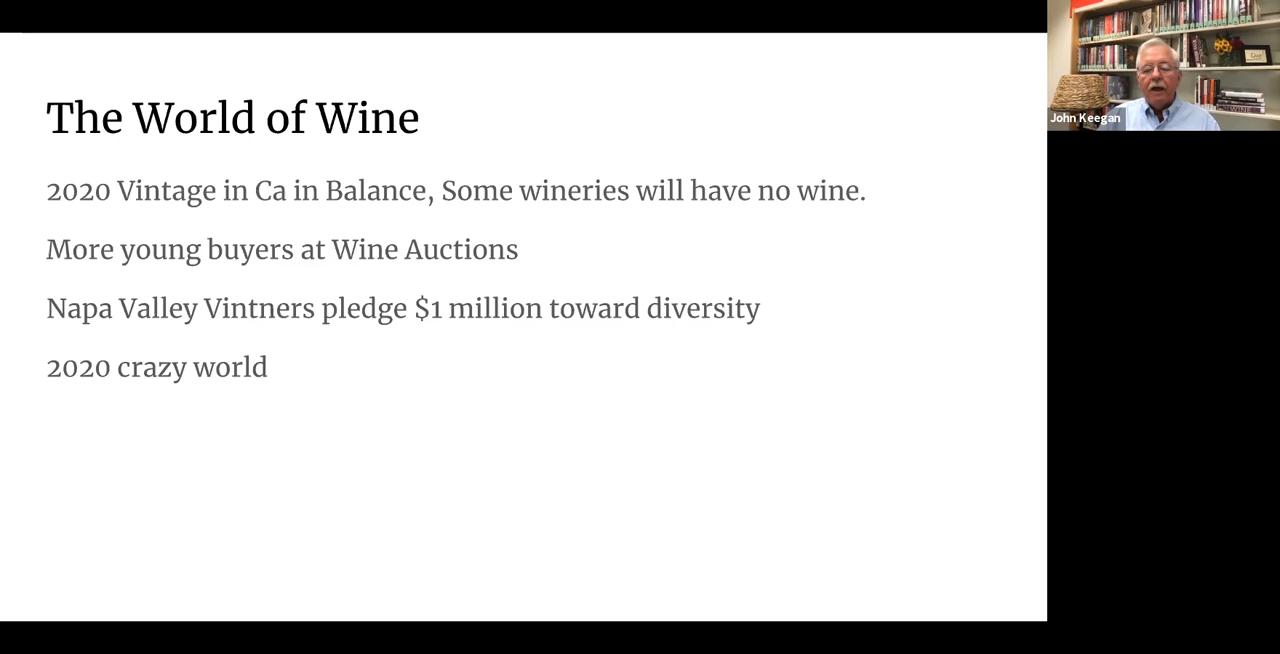 The World of Wine
2020 Vintage in Ca in Balance, Some wineries will have no wine.
More young buyers at Wine Auctions
Napa Valley Vintners pledge $1 million toward diversity
2020 crazy world
John Keegan
WINE